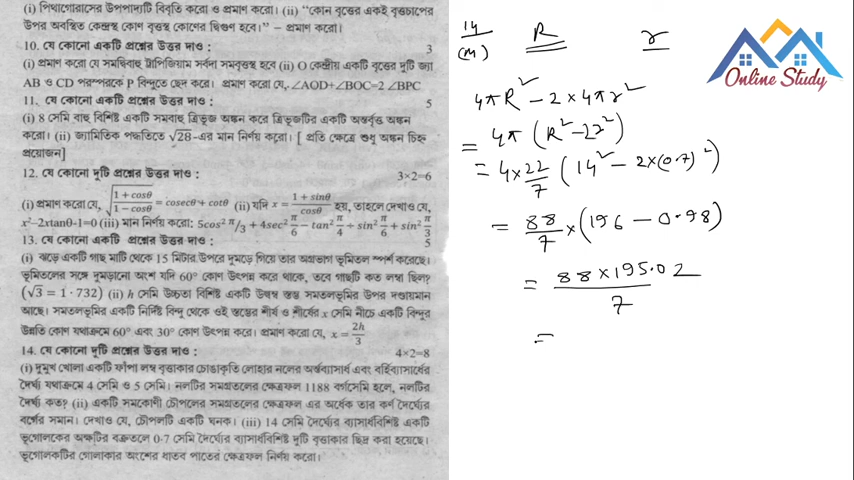 (i) পিথাগোরাসের উপপাদ্যটি বিবৃতি করো ও প্রমাণ করো। (ii) "কোন বৃত্তের একই বৃত্তচাপের
উপর অবস্থিত কেন্দ্রস্থ কোণ বৃত্তস্থ কোণের দ্বিগুণ হবে।" – প্রমাণ করো।
10. যে কোনো একটি প্রশ্নের উত্তর দাও : 3
(i) প্রমাণ করো যে সমদ্বিবাহু ট্রাপিজিয়াম সর্বদা সমবৃত্তস্থ হবে (ii) O কেন্দ্রীয় একটি বৃত্তের দুটি জ্যা
AB ও CD পরস্পরকে P বিন্দুতে ছেদ করে। প্রমাণ করো যে,-∠AOD+∠BOC=2 ∠BPC
11. যে কোনো একটি প্রশ্নের উত্তর দাও : 5
(i) 8 সেমি বাহু বিশিষ্ট একটি সমবাহু ত্রিভূজ অঙ্কন করে ত্রিভূজটির একটি অন্তর্বৃত্ত অঙ্কন
করো। (ii) জ্যামিতিক পদ্ধতিতে √28-এর মান নির্ণয় করো। [ প্রতি ক্ষেত্রে শুধু অঙ্কন চিহ্ন
প্রয়োজন]
12. যে কোনো দুটি প্রশ্নের উত্তর দাও : 3×2=6
(i) প্রমাণ করো যে, √(1+cosθ)/(1−cosθ) = cosecθ+cotθ (ii) যদি x = (1+sinθ)/cosθ হয়, তাহলে দেখাও যে,
x²–2xtanθ-1=0 (iii) মান নির্ণয় করো: 5cos² π/3 +4sec² π/6 –tan² π/4 ÷ sin² π/6 + sin² π/3
13. যে কোনো একটি প্রশ্নের উত্তর দাও : 5
(i) ঝড়ে একটি গাছ মাটি থেকে 15 মিটার উপরে দুমড়ে গিয়ে তার অগ্রভাগ ভূমিতল স্পর্শ করেছে।
ভূমিতলের সঙ্গে দুমড়ানো অংশ যদি 60° কোণ উৎপন্ন করে থাকে, তবে গাছটি কত লম্বা ছিল?
(√3 = 1·732) (ii) h সেমি উচ্চতা বিশিষ্ট একটি উলম্ব স্তম্ভ সমতলভূমির উপর দণ্ডায়মান
আছে। সমতলভূমির একটি নির্দিষ্ট বিন্দু থেকে ওই স্তম্ভের শীর্ষ ও শীর্ষের x সেমি নীচে একটি বিন্দুর
উন্নতি কোণ যথাক্রমে 60° এবং 30° কোণ উৎপন্ন করে। প্রমাণ করো যে, x = 2h/3
14. যে কোনো দুটি প্রশ্নের উত্তর দাও : 4×2=8
(i) দুমুখ খোলা একটি ফাঁপা লম্ব বৃত্তাকার চোঙাকৃতি লোহার নলের অন্তর্ব্যাসার্ধ এবং বহির্ব্যাসার্ধের
দৈর্ঘ্য যথাক্রমে 4 সেমি ও 5 সেমি। নলটির সমগ্রতলের ক্ষেত্রফল 1188 বর্গসেমি হলে, নলটির
দৈর্ঘ্য কত? (ii) একটি সমকোণী চৌপলের সমগ্রতলের ক্ষেত্রফল এর অর্ধেক তার কর্ণ দৈর্ঘ্যের
বর্গের সমান। দেখাও যে, চৌপলটি একটি ঘনক। (iii) 14 সেমি দৈর্ঘ্যের ব্যাসার্ধবিশিষ্ট একটি
ভূগোলকের অক্ষটির বক্রতলে 0·7 সেমি দৈর্ঘ্যের ব্যাসার্ধবিশিষ্ট দুটি বৃত্তাকার ছিদ্র করা হয়েছে।
ভূগোলকটির গোলাকার অংশের ধাতব পাতের ক্ষেত্রফল নির্ণয় করো।
14 R r
(m)
4πR² − 2×4πr²
= 4π (R² − 2r²)
= 4×22/7 (14² − 2×(0.7)²)
= 88/7 × (196 − 0.98)
= 88×195.02/7
=
Online Study